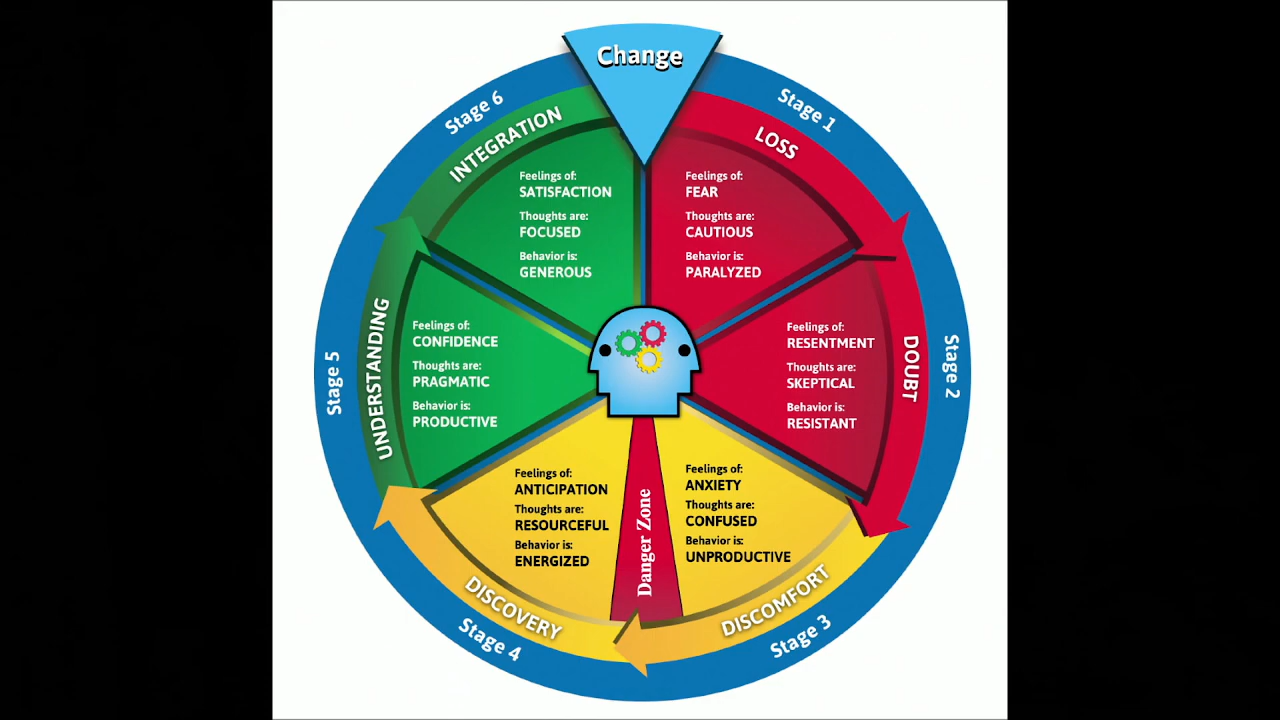 Change
Stage 1
LOSS
Feelings of:
FEAR
Thoughts are:
CAUTIOUS
Behavior is:
PARALYZED
Stage 2
DOUBT
Feelings of:
RESENTMENT
Thoughts are:
SKEPTICAL
Behavior is:
RESISTANT
Stage 3
DISCOMFORT
Feelings of:
ANXIETY
Thoughts are:
CONFUSED
Behavior is:
UNPRODUCTIVE
Danger Zone
Stage 4
DISCOVERY
Feelings of:
ANTICIPATION
Thoughts are:
RESOURCEFUL
Behavior is:
ENERGIZED
Stage 5
UNDERSTANDING
Feelings of:
CONFIDENCE
Thoughts are:
PRAGMATIC
Behavior is:
PRODUCTIVE
Stage 6
INTEGRATION
Feelings of:
SATISFACTION
Thoughts are:
FOCUSED
Behavior is:
GENEROUS